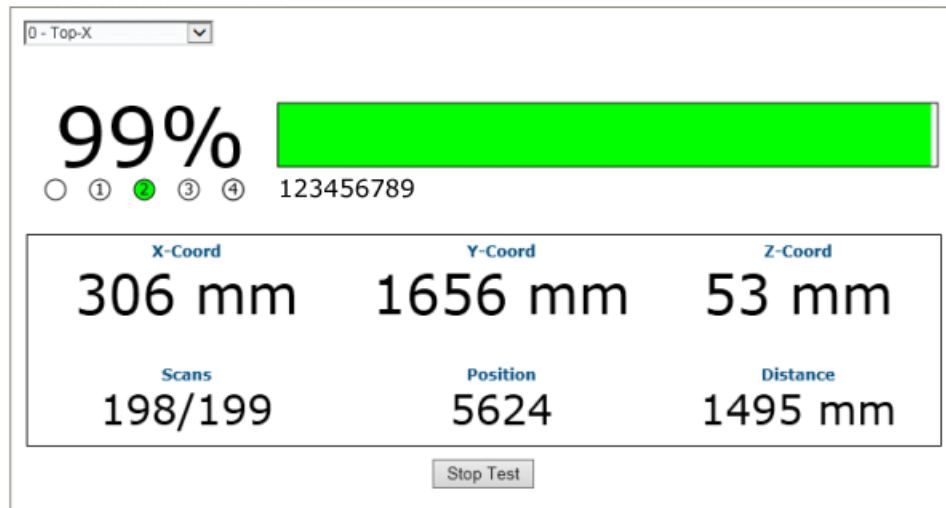 0 - Top-X
99%
1 2 3 4
123456789
X-Coord Y-Coord Z-Coord
306 mm 1656 mm 53 mm
Scans Position Distance
198/199 5624 1495 mm
Stop Test